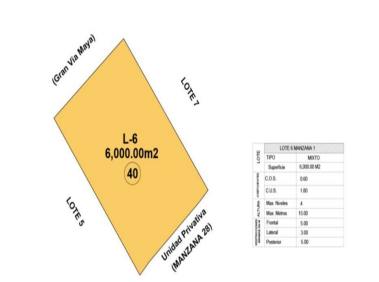 (Gran Vía Maya)
LOTE 7
L-6
6,000.00m2
40
LOTE 5
Unidad Privativa
(MANZANA 28)
LOTE 6 MANZANA 1
LOTE
TIPO MIXTO
Superficie 6,000.00 M2
C.O.S. 0.60
C.U.S. 1.80
ALTURA
Max. Niveles 4
Max. Metros 15.00
Frontal 5.00
Lateral 3.00
Posterior 5.00